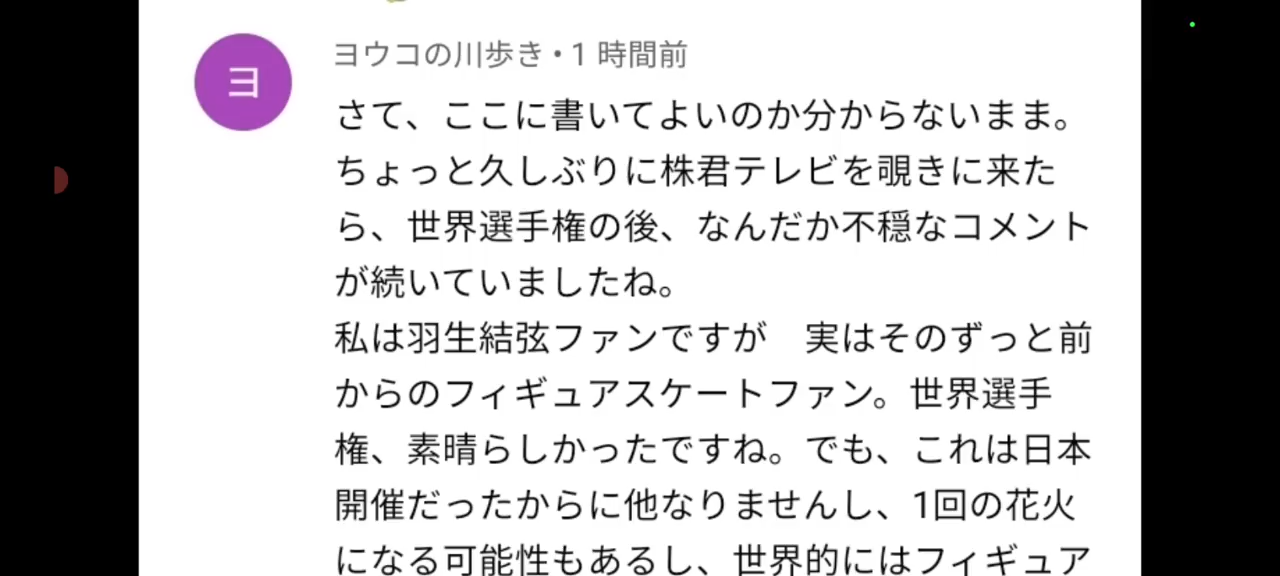 ヨ
ヨウコの川歩き • 1 時間前
さて、ここに書いてよいのか分からないまま。
ちょっと久しぶりに株君テレビを覗きに来た
ら、世界選手権の後、なんだか不穏なコメント
が続いていましたね。
私は羽生結弦ファンですが　実はそのずっと前
からのフィギュアスケートファン。世界選手
権、素晴らしかったですね。でも、これは日本
開催だったからに他なりませんし、1回の花火
になる可能性もあるし、世界的にはフィギュア